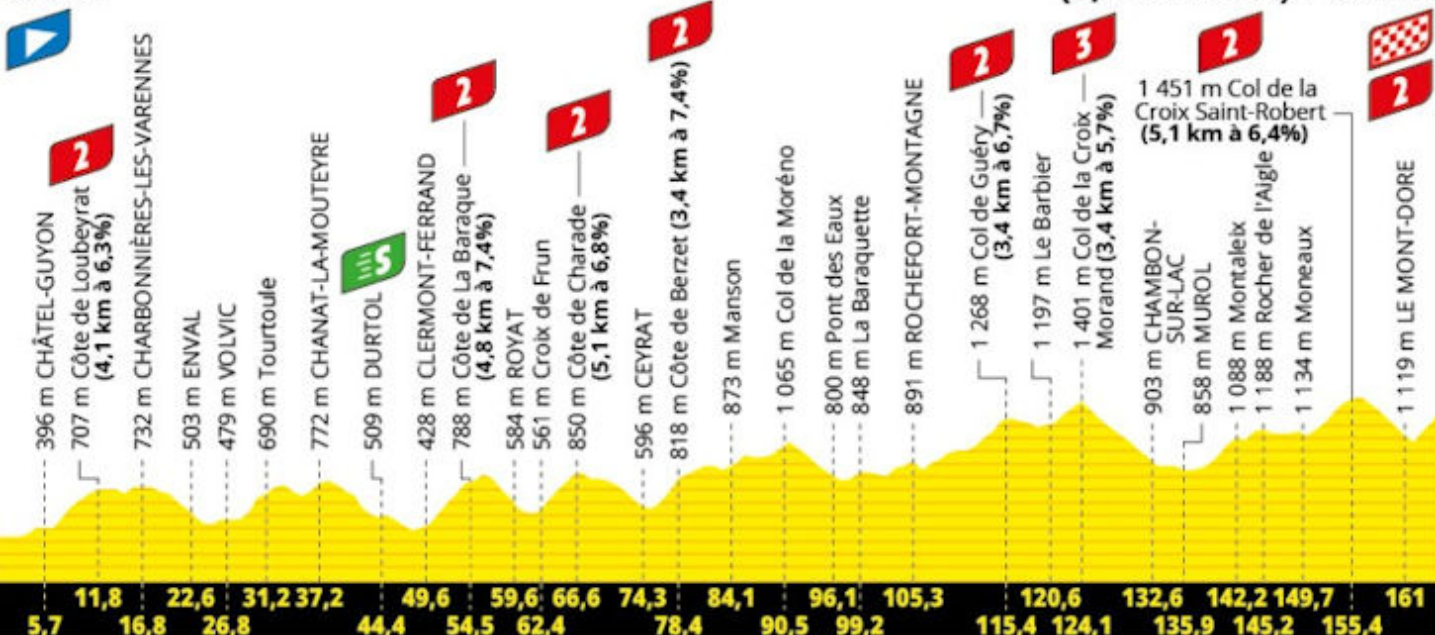 396 m CHÂTEL-GUYON
2
707 m Côte de Loubeyrat
(4,1 km à 6,3%)
732 m CHARBONNIÈRES-LES-VARENNES
503 m ENVAL
479 m VOLVIC
690 m Tourtoule
772 m CHANAT-LA-MOUTEYRE
S
509 m DURTOL
428 m CLERMONT-FERRAND
2
788 m Côte de La Baraque
(4,8 km à 7,4%)
584 m ROYAT
561 m Croix de Frun
2
850 m Côte de Charade
(5,1 km à 6,8%)
596 m CEYRAT
2
818 m Côte de Berzet (3,4 km à 7,4%)
873 m Manson
1 065 m Col de la Moréno
800 m Pont des Eaux
848 m La Baraquette
891 m ROCHEFORT-MONTAGNE
2
1 268 m Col de Guéry
(3,4 km à 6,7%)
1 197 m Le Barbier
3
1 401 m Col de la Croix
Morand (3,4 km à 5,7%)
903 m CHAMBON-
SUR-LAC
858 m MUROL
1 088 m Montaleix
1 188 m Rocher de l'Aigle
1 134 m Moneaux
2
1 451 m Col de la
Croix Saint-Robert
(5,1 km à 6,4%)
2
1 119 m LE MONT-DORE
11,8 22,6 31,2 37,2 49,6 59,6 66,6 74,3 84,1 96,1 105,3 120,6 132,6 142,2 149,7 161
5,7 16,8 26,8 44,4 54,5 62,4 78,4 90,5 99,2 115,4 124,1 135,9 145,2 155,4